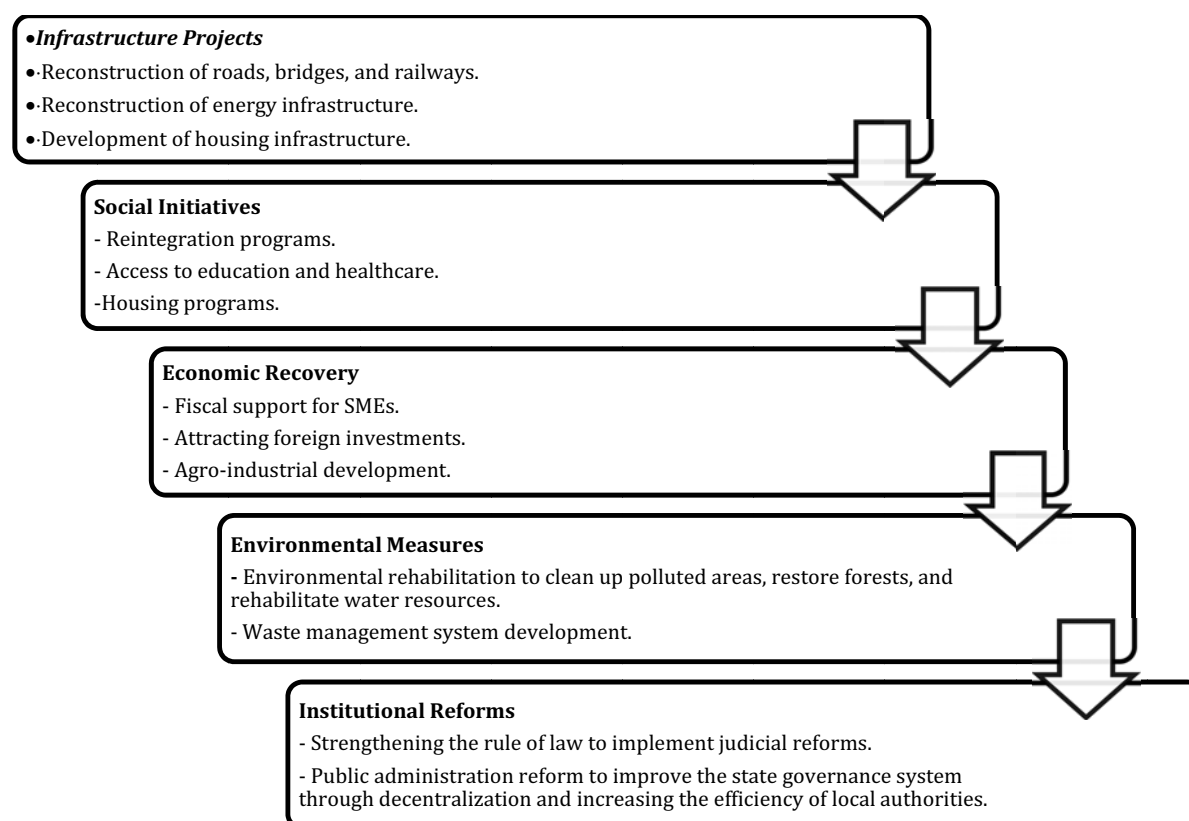 •Infrastructure Projects
•·Reconstruction of roads, bridges, and railways.
•·Reconstruction of energy infrastructure.
•·Development of housing infrastructure.
Social Initiatives
- Reintegration programs.
- Access to education and healthcare.
-Housing programs.
Economic Recovery
- Fiscal support for SMEs.
- Attracting foreign investments.
- Agro-industrial development.
Environmental Measures
- Environmental rehabilitation to clean up polluted areas, restore forests, and
rehabilitate water resources.
- Waste management system development.
Institutional Reforms
- Strengthening the rule of law to implement judicial reforms.
- Public administration reform to improve the state governance system
through decentralization and increasing the efficiency of local authorities.